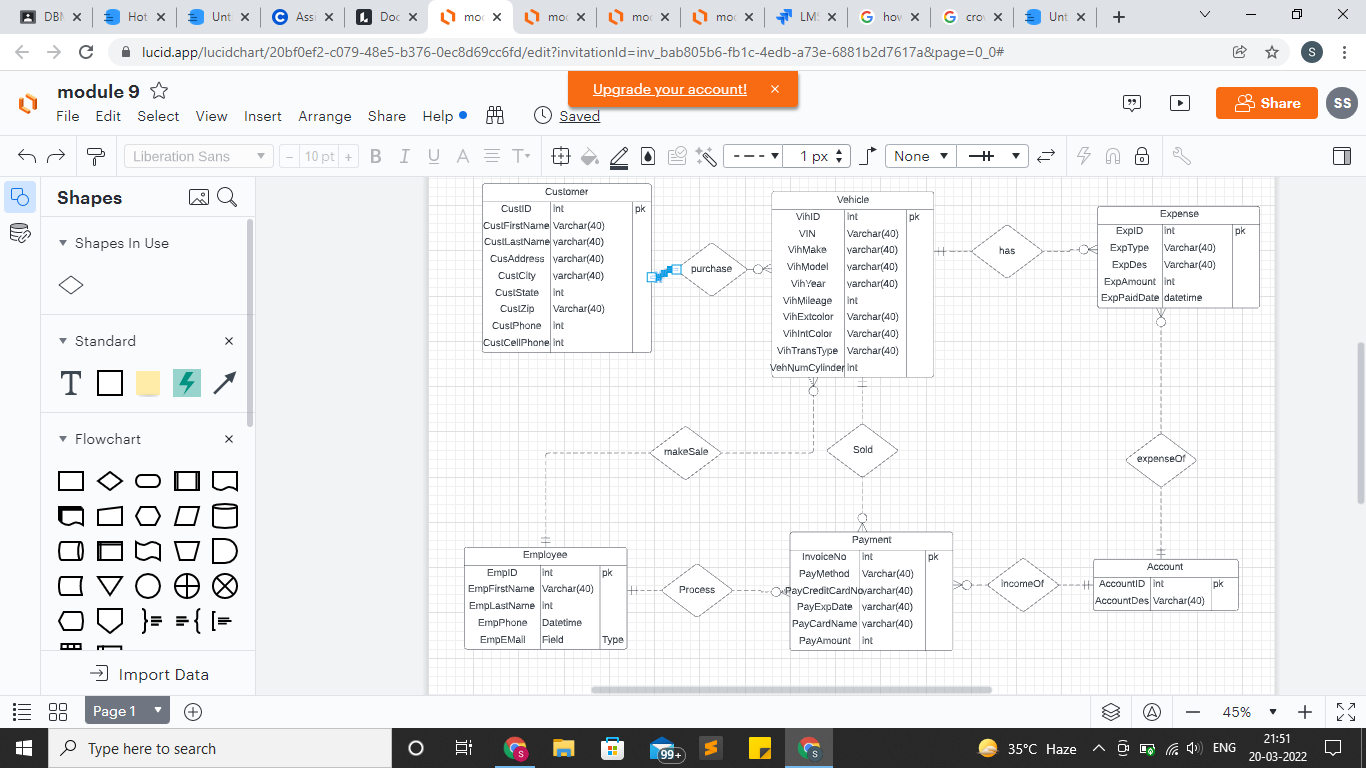 DBM
Hot
Unt
Assi
Doc
moc
moc
moc
moc
LMS
how
crov
Unt
lucid.app/lucidchart/20bf0ef2-c079-48e5-b376-0ec8d69cc6fd/edit?invitationId=inv_bab805b6-fb1c-4edb-a73e-6881b2d7617a&page=0_0#
S
module 9
Upgrade your account!
File Edit Select View Insert Arrange Share Help
Saved
Share
SS
Liberation Sans
10 pt
B I U A T
1 px
None
Shapes
Shapes In Use
Standard
T
Flowchart
Import Data
Customer
CustID int pk
CustFirstName Varchar(40)
CustLastName varchar(40)
CusAddress varchar(40)
CustCity varchar(40)
CustState int
CustZip Varchar(40)
CustPhone int
CustCellPhone int
purchase
Vehicle
VihID int pk
VIN Varchar(40)
VihMake varchar(40)
VihModel varchar(40)
VihYear varchar(40)
VihMileage int
VihExtcolor Varchar(40)
VihIntColor Varchar(40)
VihTransType Varchar(40)
VehNumCylinder int
has
Expense
ExpID int pk
ExpType Varchar(40)
ExpDes Varchar(40)
ExpAmount int
ExpPaidDate datetime
makeSale
Sold
expenseOf
Employee
EmpID int pk
EmpFirstName Varchar(40)
EmpLastName int
EmpPhone Datetime
EmpEMail Field Type
Process
Payment
InvoiceNo int pk
PayMethod Varchar(40)
PayCreditCardNo varchar(40)
PayExpDate varchar(40)
PayCardName varchar(40)
PayAmount int
incomeOf
Account
AccountID int pk
AccountDes Varchar(40)
Page 1
45%
Type here to search
99+
35°C Haze
ENG
21:51
20-03-2022